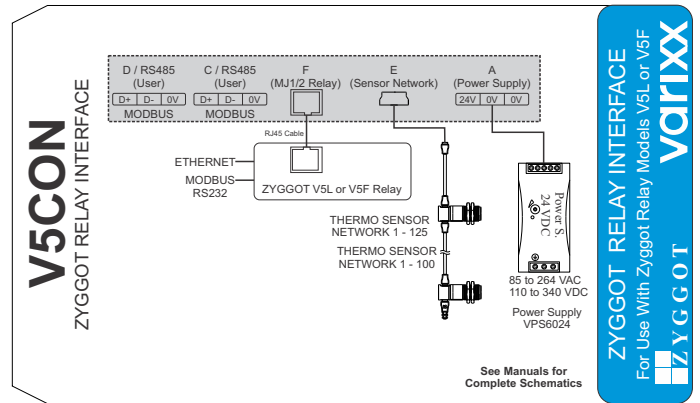 V5CON
ZYGGOT RELAY INTERFACE
D / RS485
(User)
D+ D- 0V
MODBUS
C / RS485
(User)
D+ D- 0V
MODBUS
F
(MJ1/2 Relay)
E
(Sensor Network)
A
(Power Supply)
24V 0V 0V
RJ45 Cable
ETHERNET
MODBUS
RS232
ZYGGOT V5L or V5F Relay
THERMO SENSOR
NETWORK 1 - 125
THERMO SENSOR
NETWORK 1 - 100
Power S.
24 VDC
85 to 264 VAC
110 to 340 VDC
Power Supply
VPS6024
See Manuals for
Complete Schematics
ZYGGOT RELAY INTERFACE
For Use With Zyggot Relay Models V5L or V5F
ZYGGOT
varixx